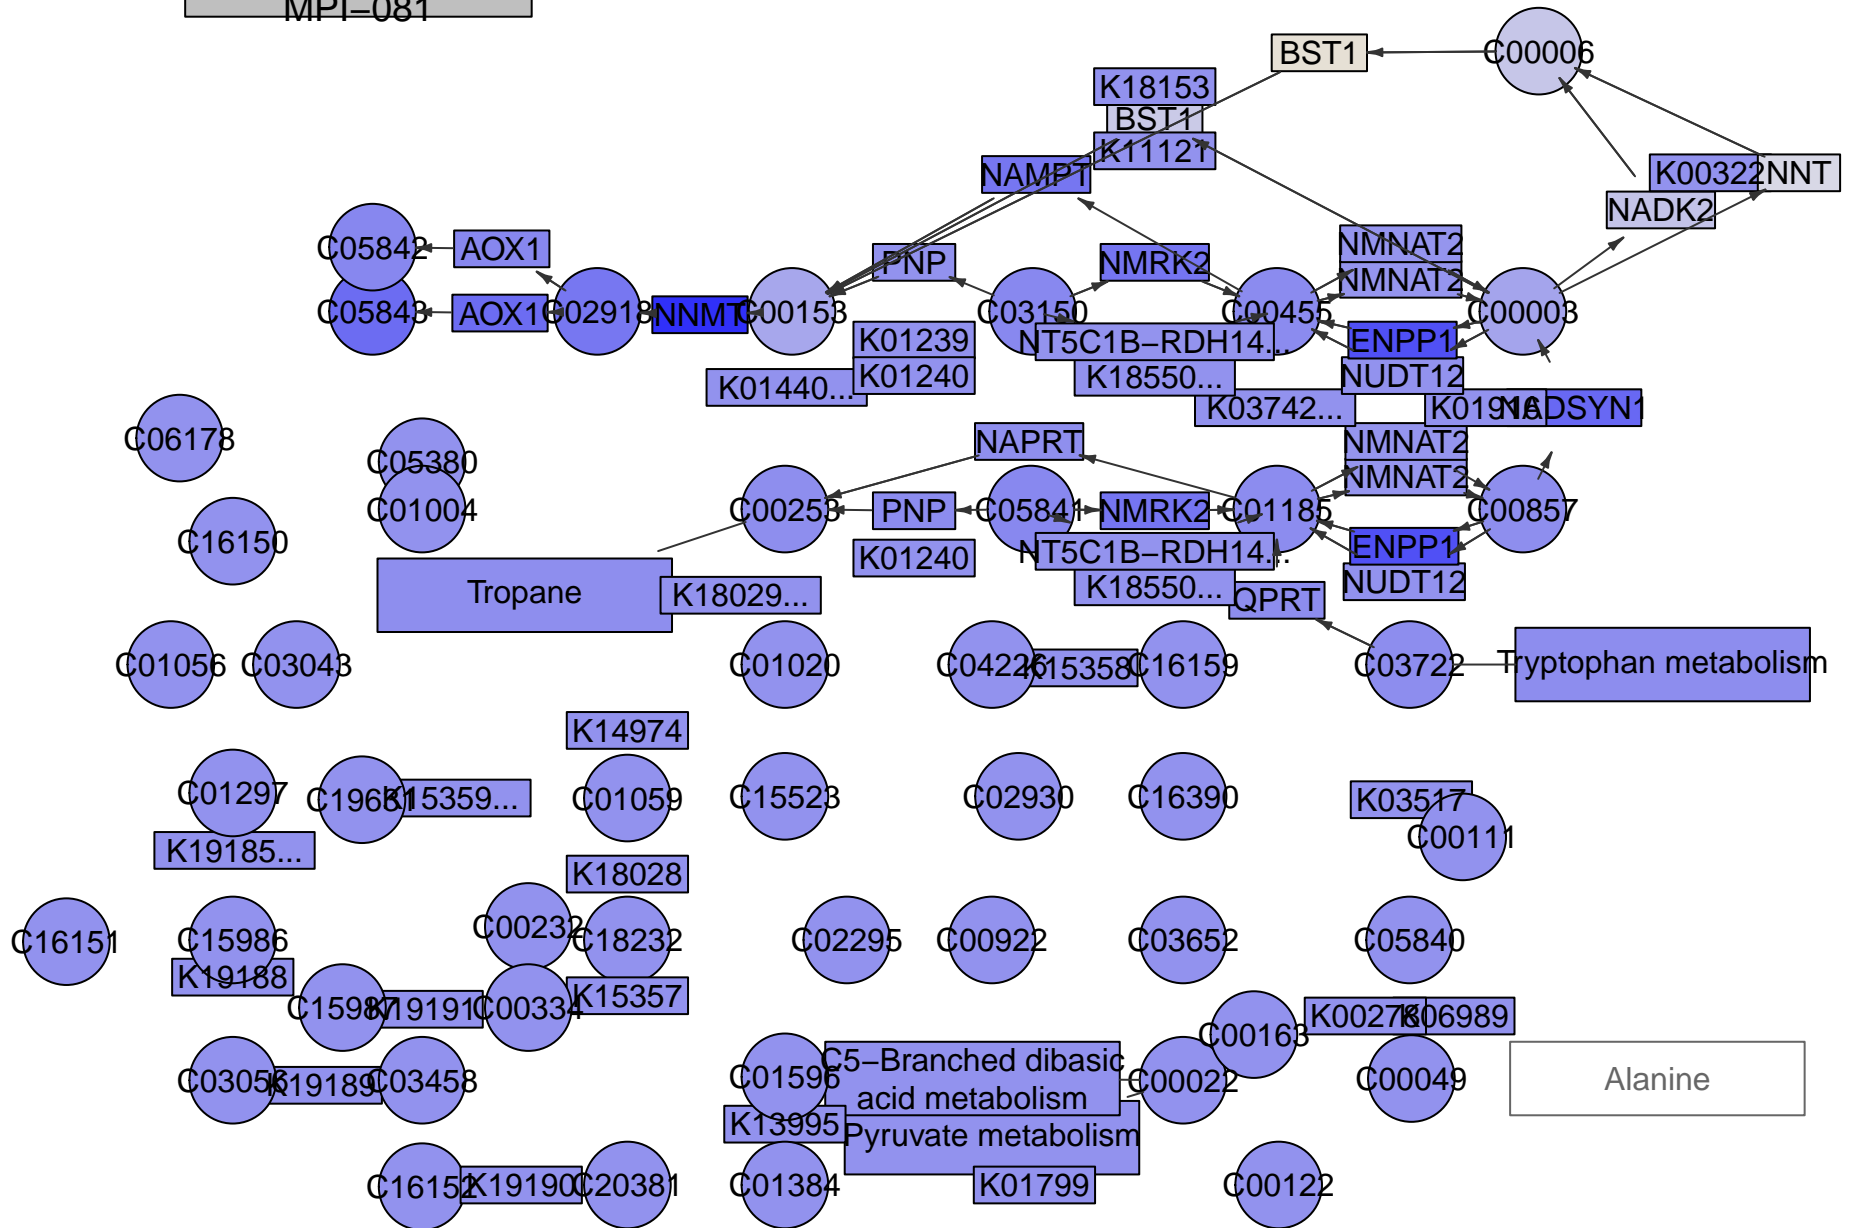 MPI−081
BST1
C00006
K18153
BST1
K11121
NAMPT
K00322
NNT
NADK2
C05842
AOX1
PNP
NMRK2
NMNAT2
NMNAT2
C05843
AOX1
C02918
NNMT
C00153
C03150
C00455
C00003
K01239
NT5C1B−RDH14...
ENPP1
K01240
K18550...
NUDT12
K01440...
K03742...
K01916
NADSYN1
C06178
C05380
NAPRT
NMNAT2
NMNAT2
C01004
C00253
PNP
C05841
NMRK2
C01185
C00857
C16150
K01240
NT5C1B−RDH14...
ENPP1
K18550...
NUDT12
Tropane
K18029...
QPRT
C01056
C03043
C01020
C04226
K15358
C16159
C03722
Tryptophan metabolism
K14974
C01297
C19631
K15359...
C01059
C15523
C02930
C16390
K03517
C00111
K19185...
K18028
C16151
C15986
C00232
C18232
C02295
C00922
C03652
C05840
K19188
K15357
C15987
K19191
C00334
C00163
K00278
K06989
C03056
K19189
C03458
C01596
C5−Branched dibasic
acid metabolism
C00022
C00049
Alanine
K13995
Pyruvate metabolism
C16152
K19190
C20381
C01384
K01799
C00122